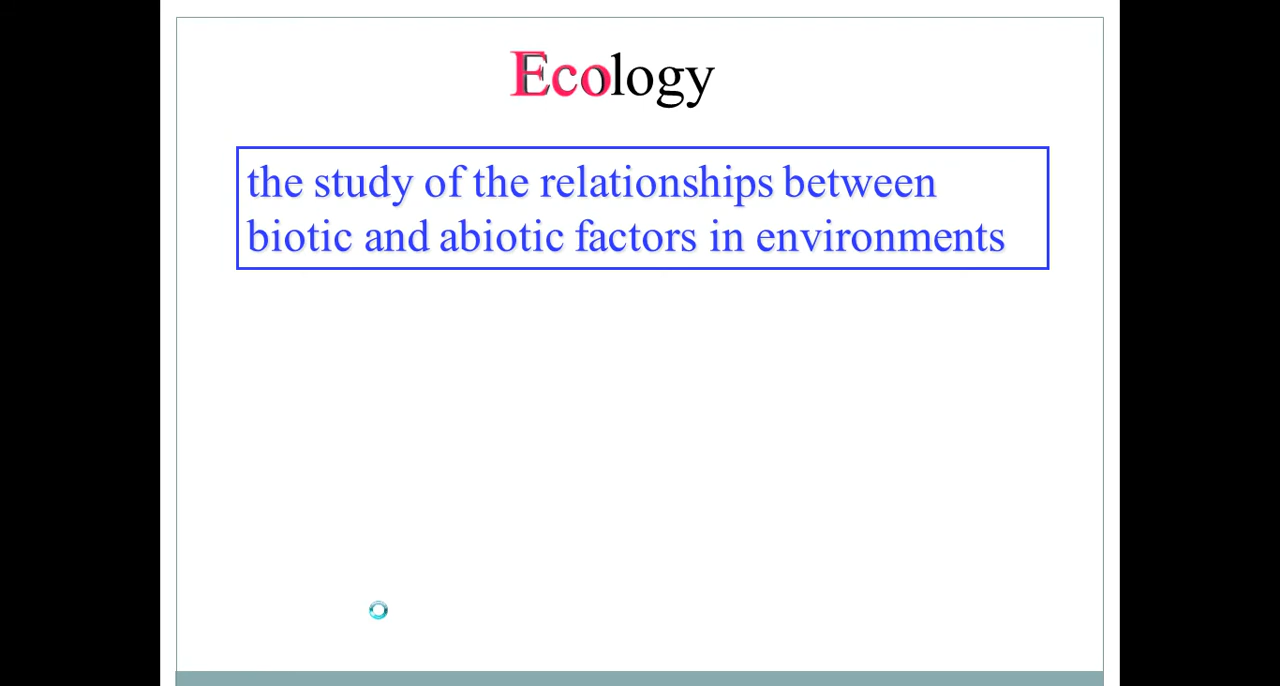 Ecology
the study of the relationships between
biotic and abiotic factors in environments